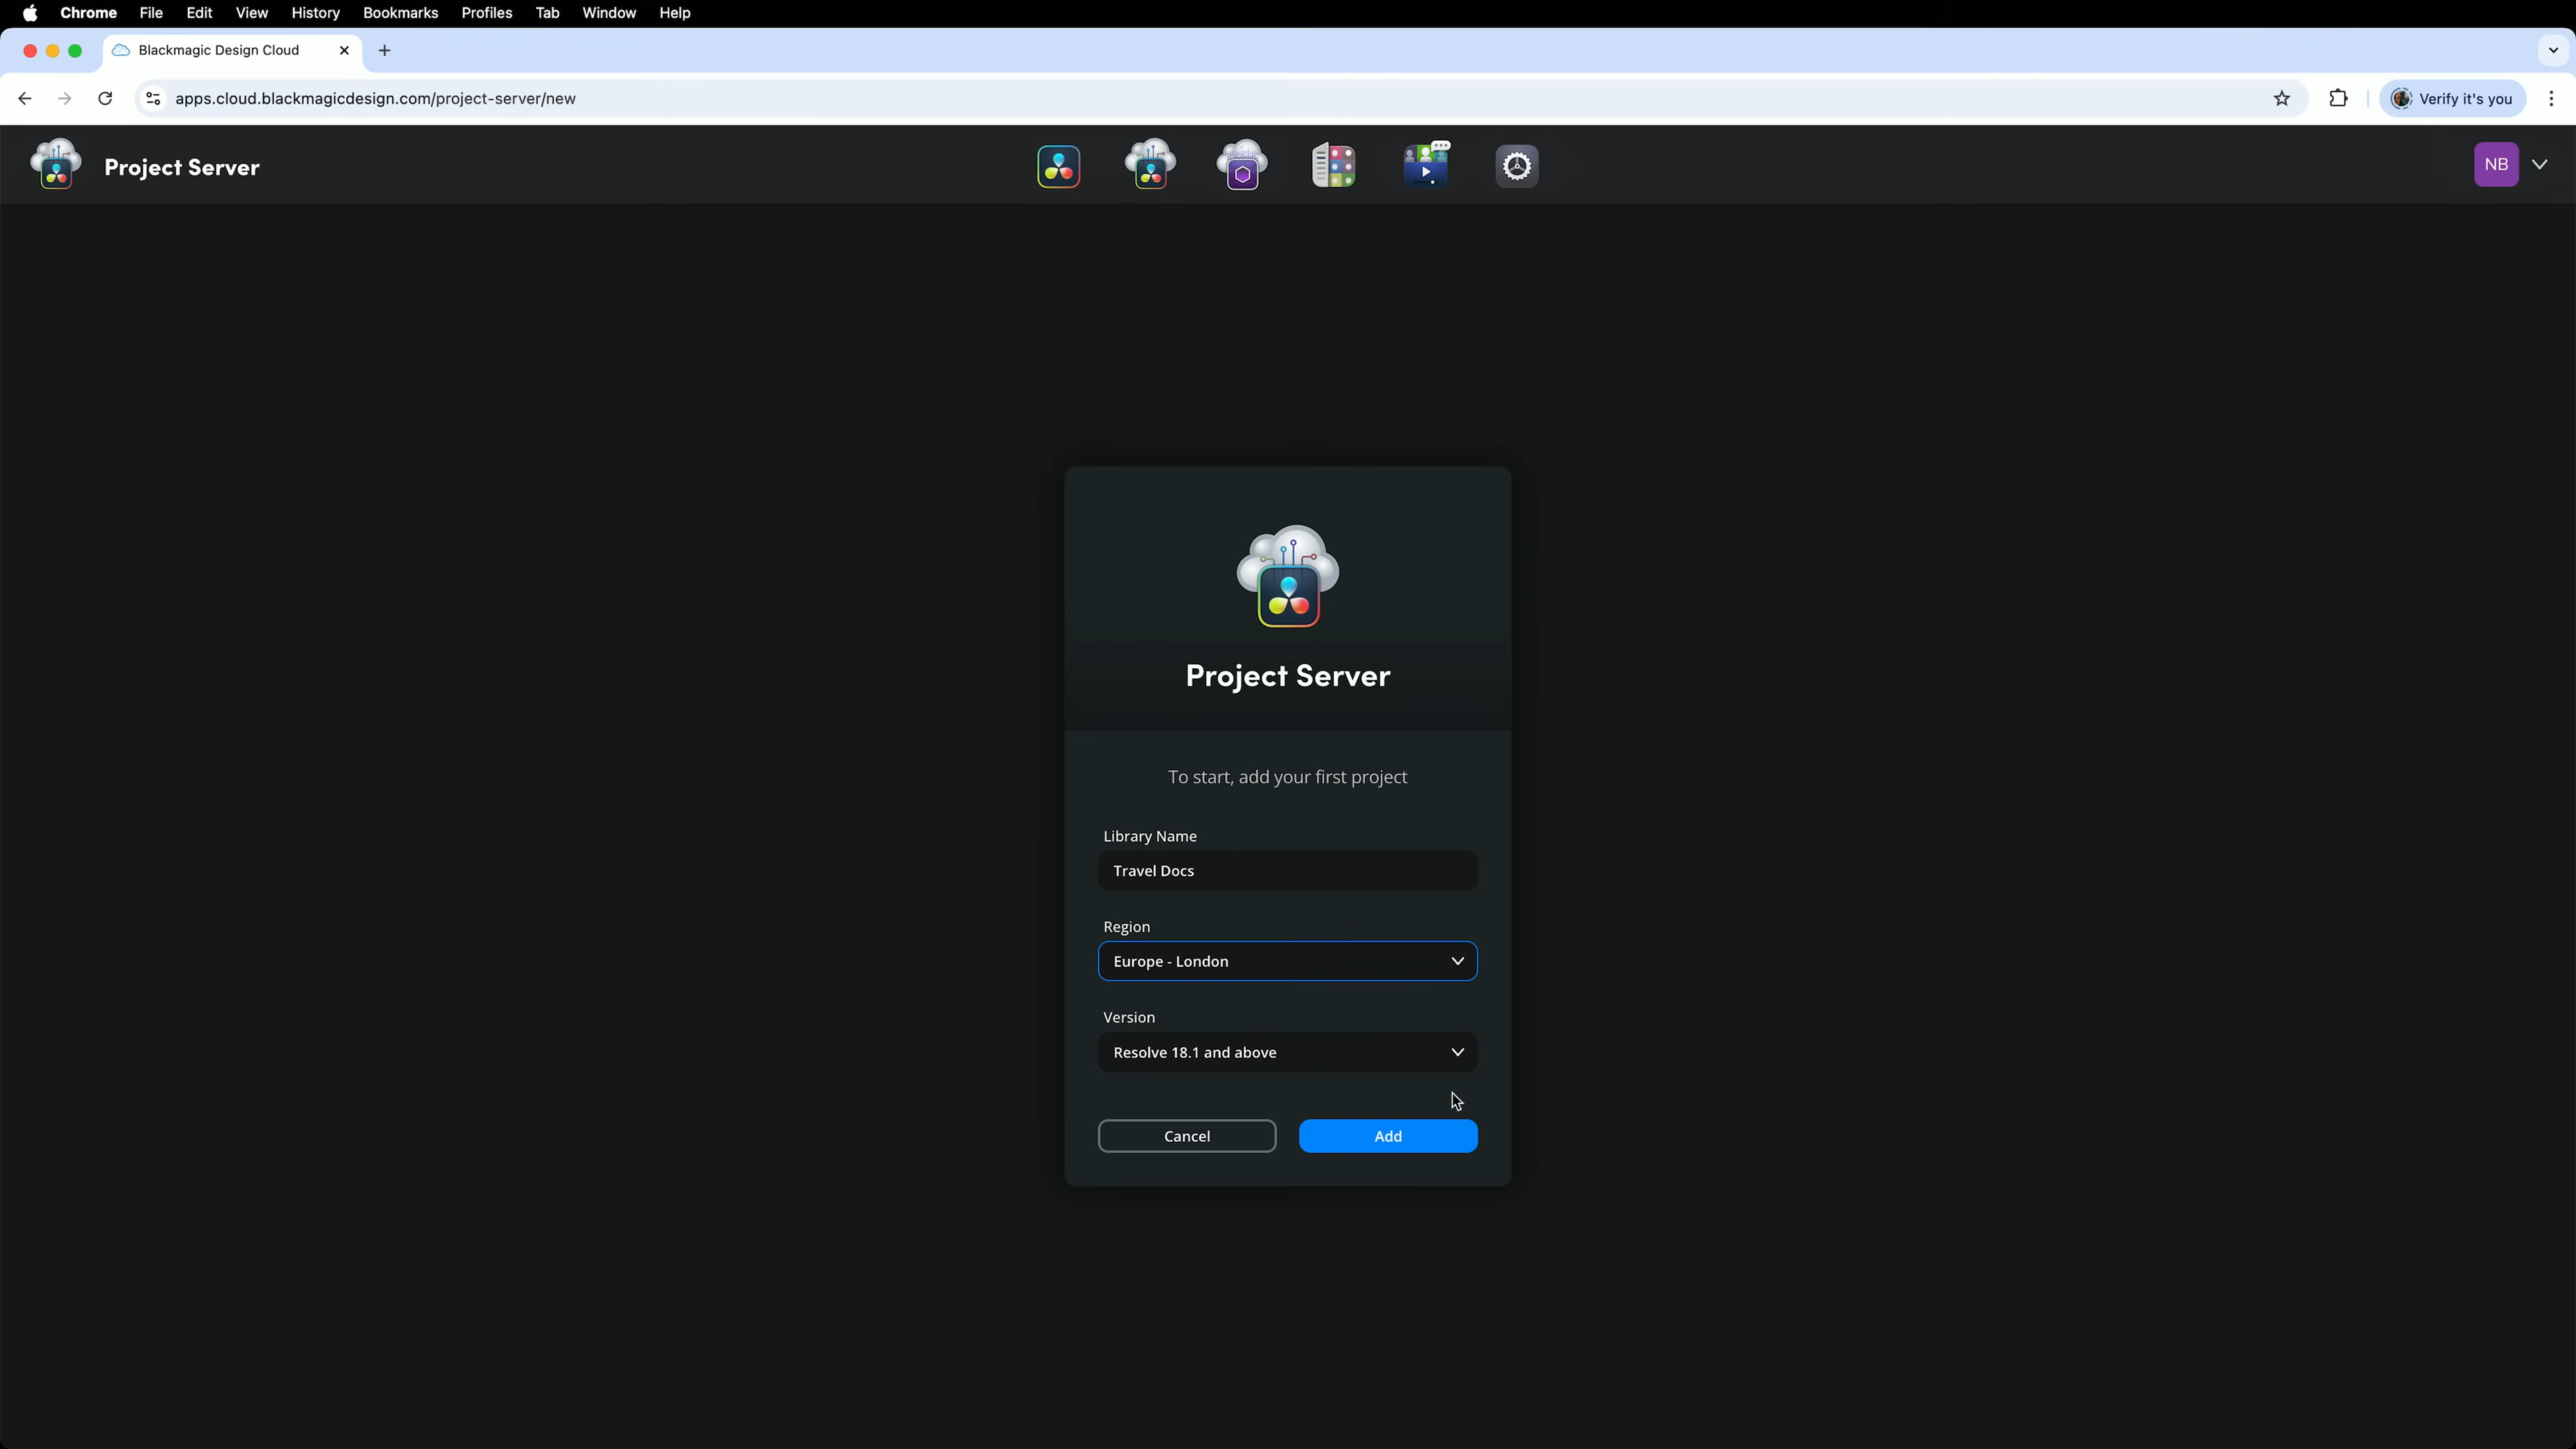 Chrome File Edit View History Bookmarks Profiles Tab Window Help
Blackmagic Design Cloud
apps.cloud.blackmagicdesign.com/project-server/new
Verify it's you
Project Server
NB
Project Server
To start, add your first project
Library Name
Travel Docs
Region
Europe - London
Version
Resolve 18.1 and above
Cancel
Add